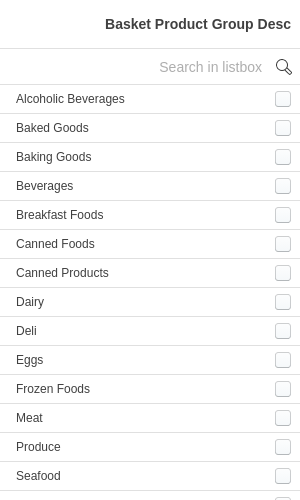 Basket Product Group Desc
Search in listbox
Alcoholic Beverages
Baked Goods
Baking Goods
Beverages
Breakfast Foods
Canned Foods
Canned Products
Dairy
Deli
Eggs
Frozen Foods
Meat
Produce
Seafood